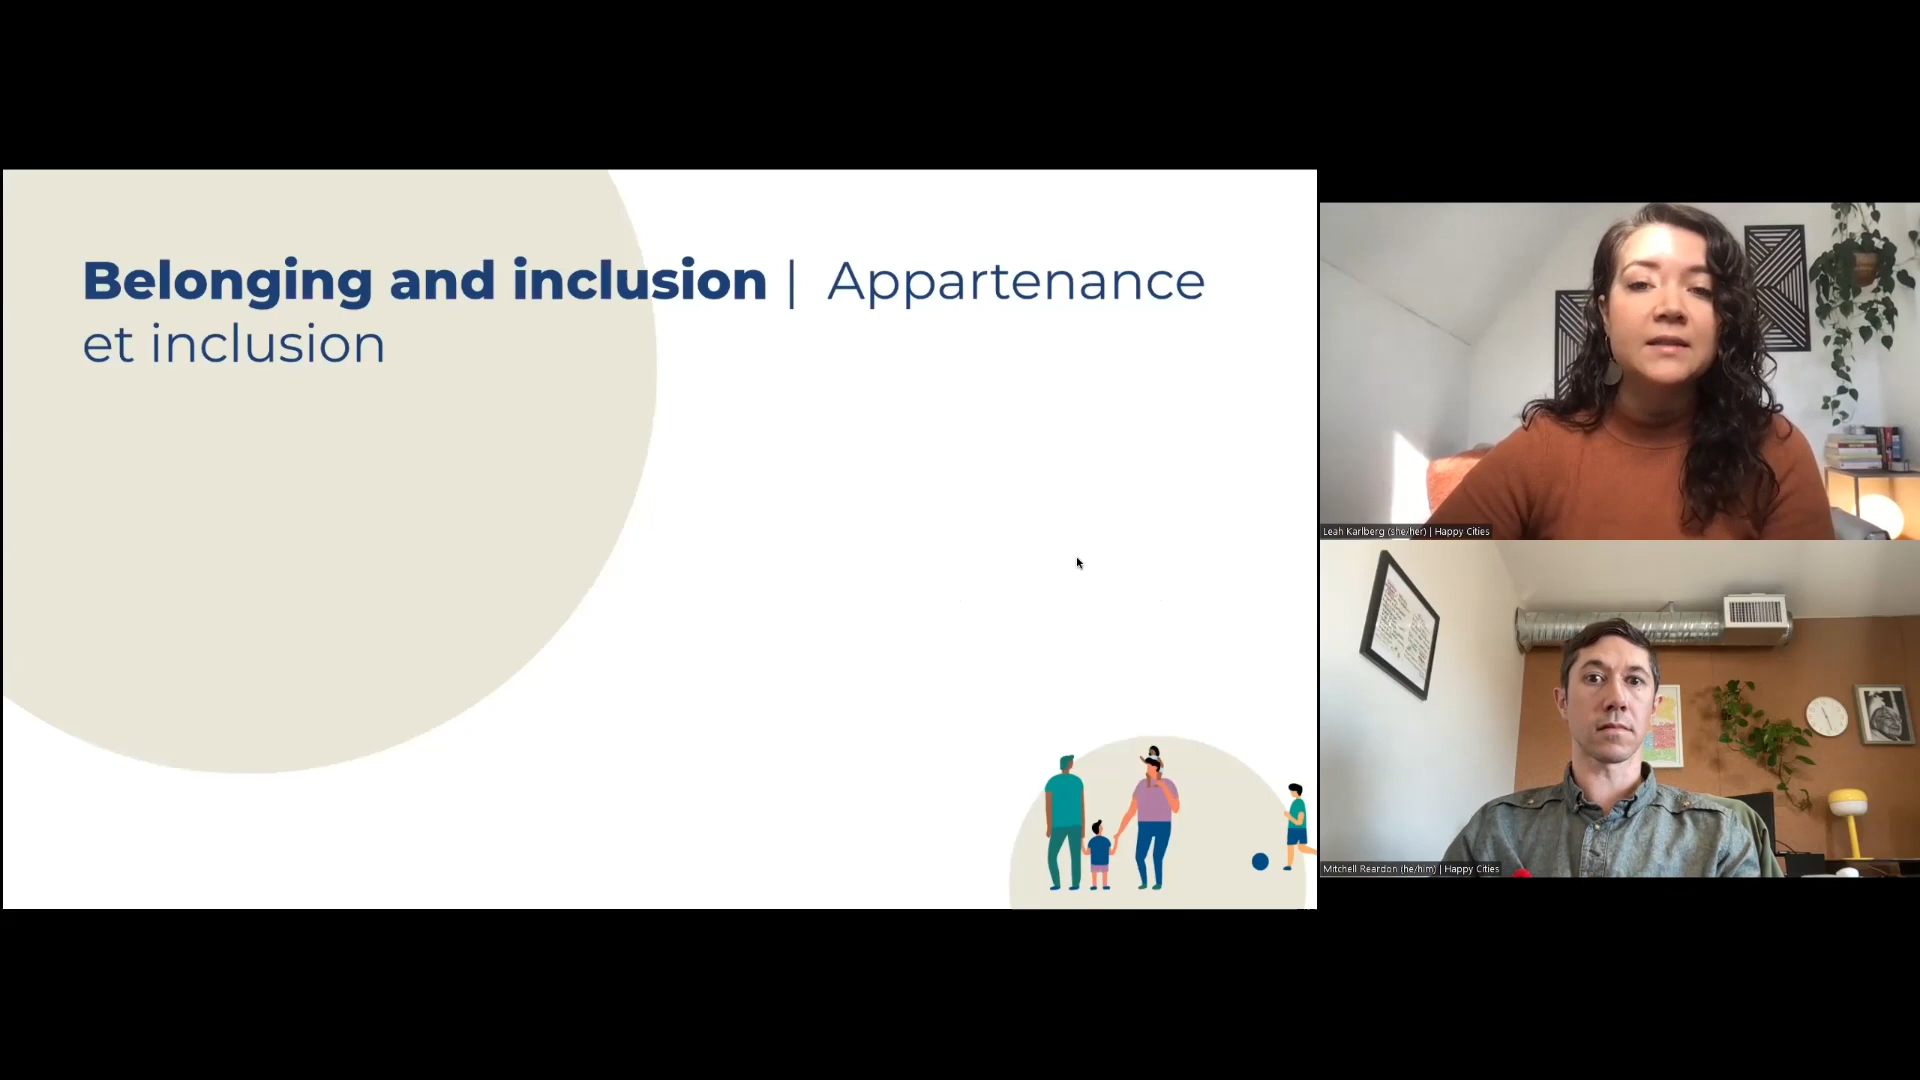 Belonging and inclusion | Appartenance
et inclusion
Leah Karlberg (she/her) | Happy Cities
Mitchell Reardon (he/him) | Happy Cities